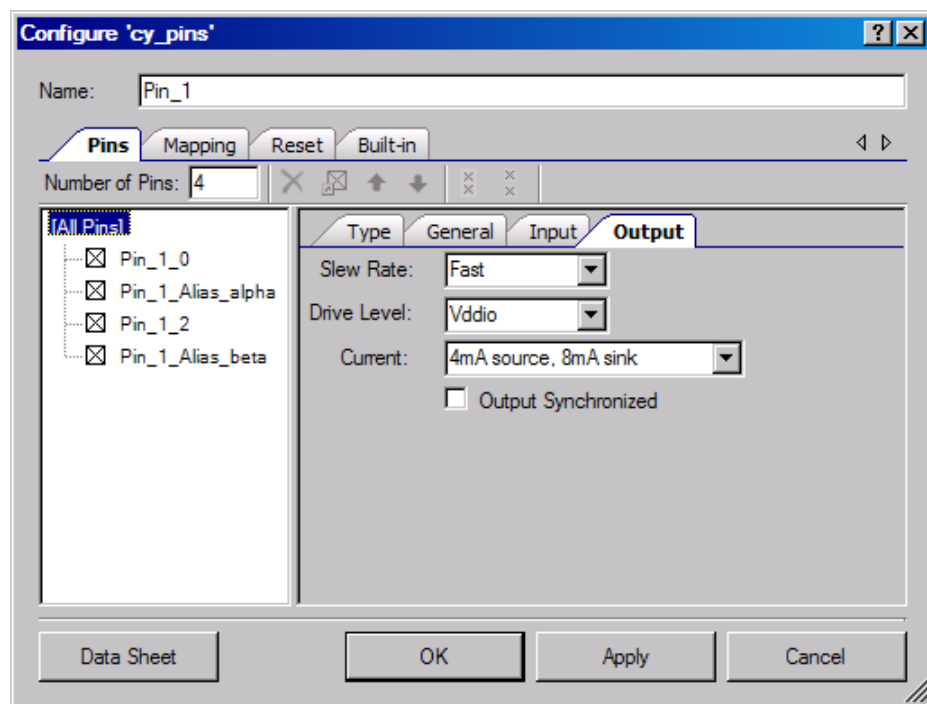 Configure 'cy_pins'
Name: Pin_1
Pins Mapping Reset Built-in
Number of Pins: 4
[All Pins]
Pin_1_0
Pin_1_Alias_alpha
Pin_1_2
Pin_1_Alias_beta
Type General Input Output
Slew Rate: Fast
Drive Level: Vddio
Current: 4mA source, 8mA sink
Output Synchronized
Data Sheet OK Apply Cancel